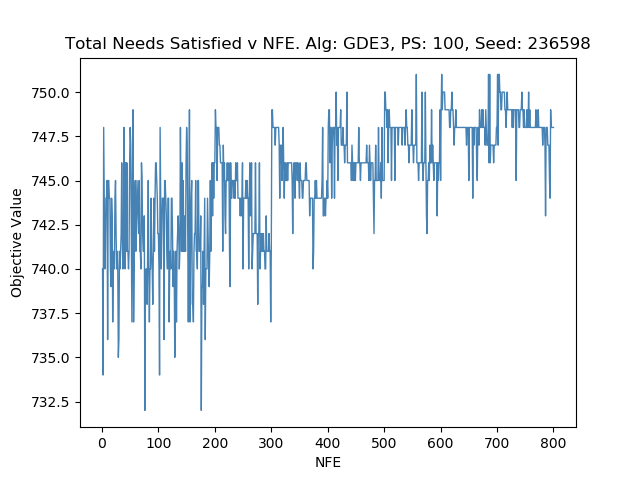 Total Needs Satisfied v NFE. Alg: GDE3, PS: 100, Seed: 236598
Objective Value
750.0
747.5
745.0
742.5
740.0
737.5
735.0
732.5
0 100 200 300 400 500 600 700 800
NFE